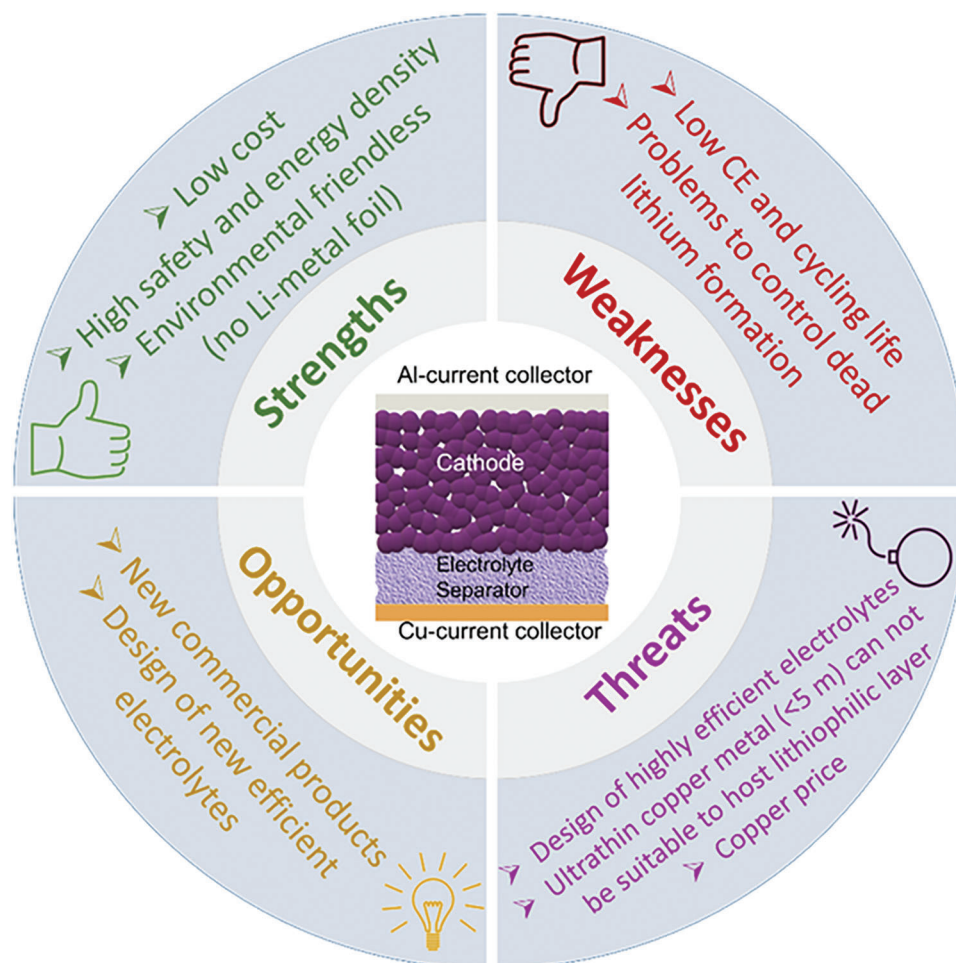 Strengths
Low cost
High safety and energy density
Environmental friendless
(no Li-metal foil)
Weaknesses
Low CE and cycling life
Problems to control dead
lithium formation
Al-current collector
Cathode
Electrolyte
Separator
Cu-current collector
Opportunities
New commercial products
Design of new efficient
electrolytes
Threats
Design of highly efficient electrolytes
Ultrathin copper metal (<5 m) can not
be suitable to host lithiophilic layer
Copper price